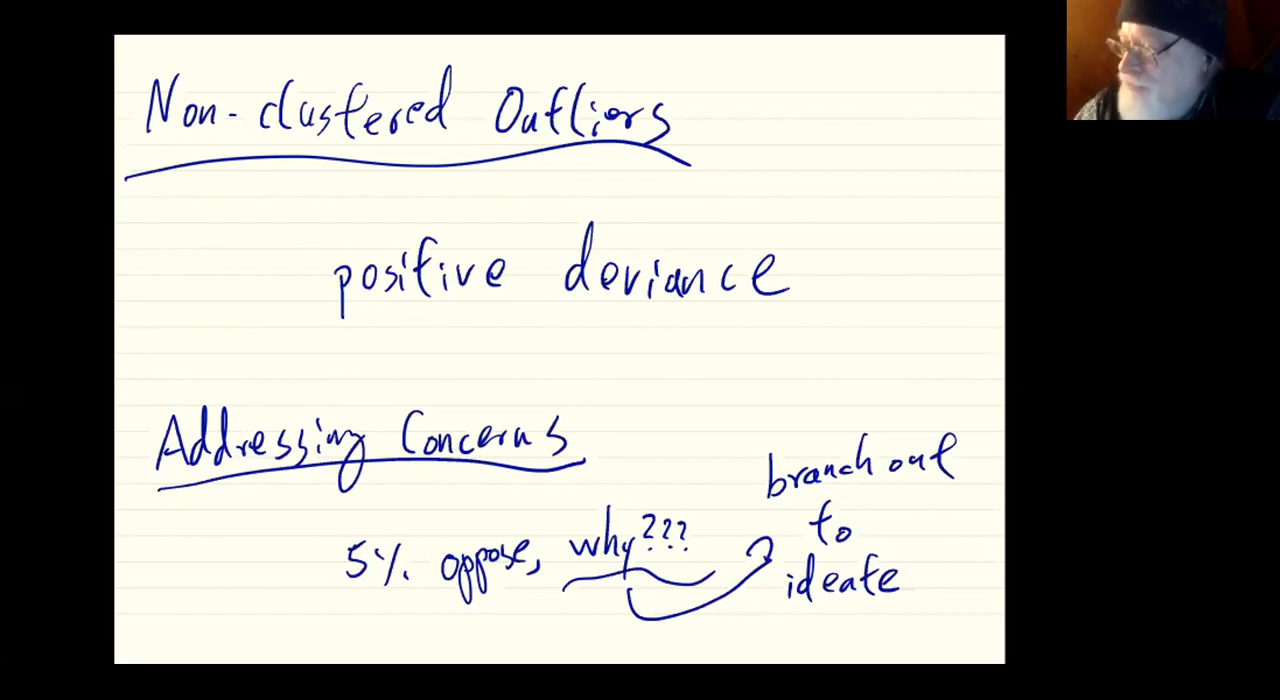 Non-clustered Outliers
positive deviance
Addressing Concerns
5% oppose, why???
branch out
to
ideate